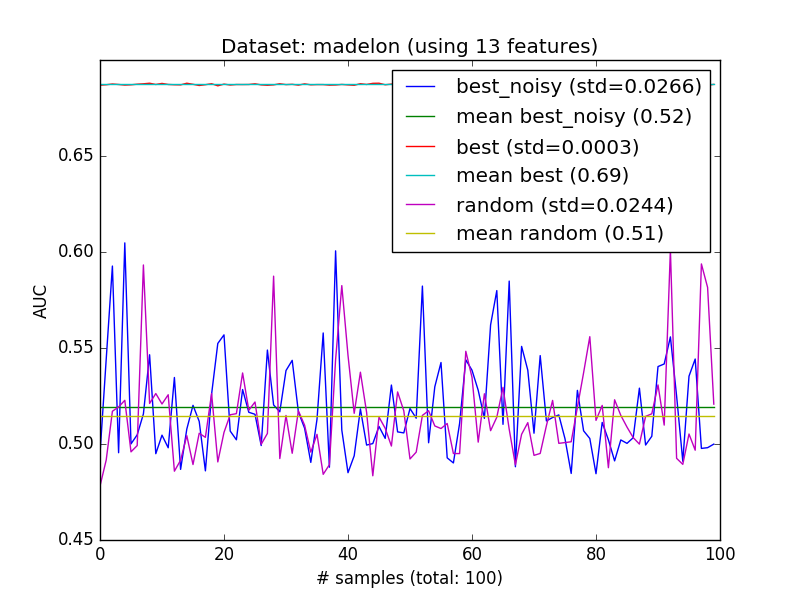 Dataset: madelon (using 13 features)
best_noisy (std=0.0266)
mean best_noisy (0.52)
best (std=0.0003)
mean best (0.69)
random (std=0.0244)
mean random (0.51)
AUC
0.65
0.60
0.55
0.50
0.45
0 20 40 60 80 100
# samples (total: 100)